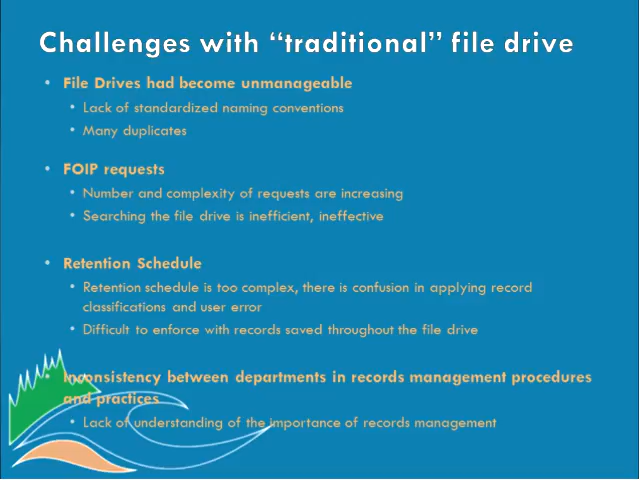 Challenges with “traditional” file drive
• File Drives had become unmanageable
• Lack of standardized naming conventions
• Many duplicates
• FOIP requests
• Number and complexity of requests are increasing
• Searching the file drive is inefficient, ineffective
• Retention Schedule
• Retention schedule is too complex, there is confusion in applying record
classifications and user error
• Difficult to enforce with records saved throughout the file drive
• Inconsistency between departments in records management procedures
and practices
• Lack of understanding of the importance of records management